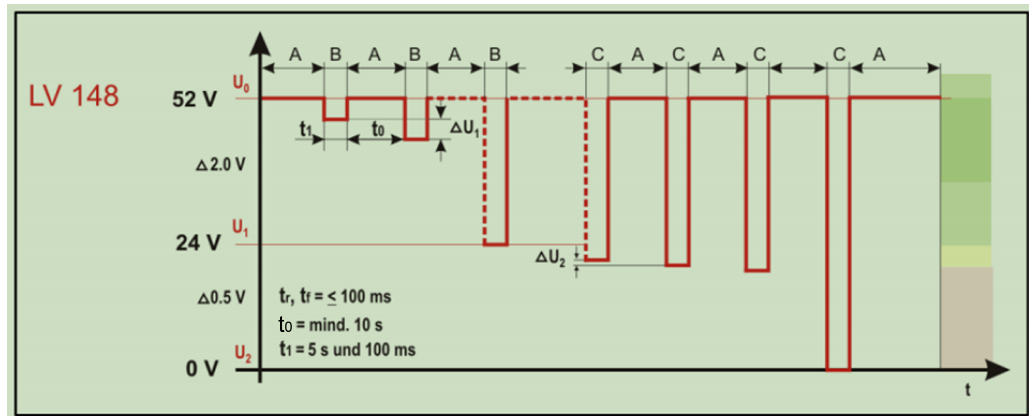 A B A B A B C A C A C C A
LV 148
U₀
52 V
t₁ t₀ ΔU₁
Δ2.0 V
U₁
24 V
ΔU₂
Δ0.5 V
tr, tf = ≤ 100 ms
t₀ = mind. 10 s
t₁ = 5 s und 100 ms
U₂
0 V
t